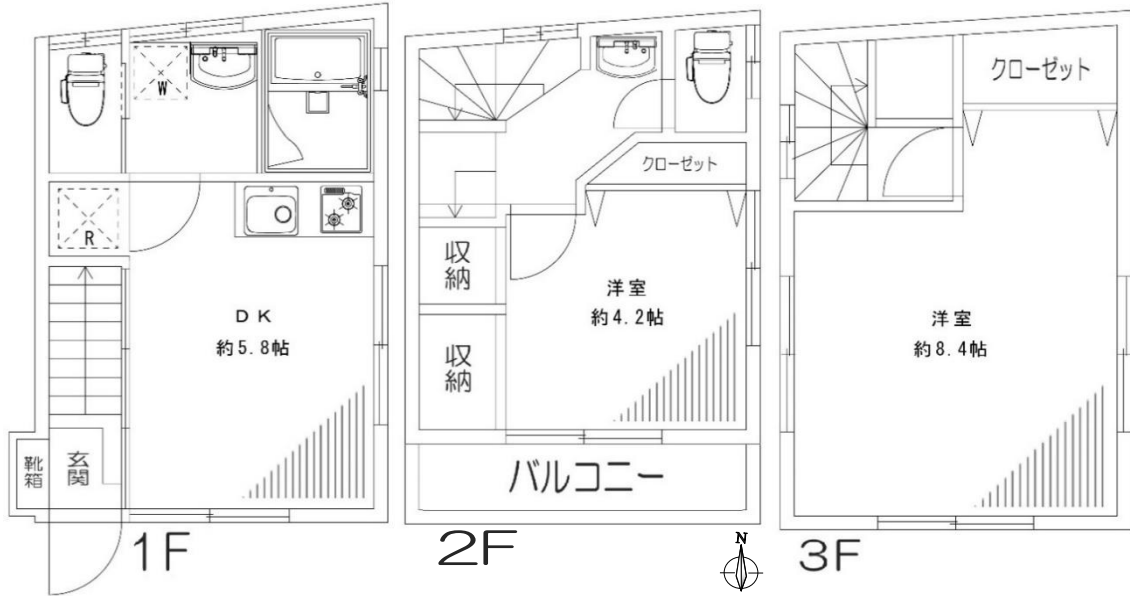 W
R
DK
約5.8帖
靴箱
玄関
1F
クローゼット
収納
洋室
約4.2帖
収納
バルコニー
2F
N
クローゼット
洋室
約8.4帖
3F